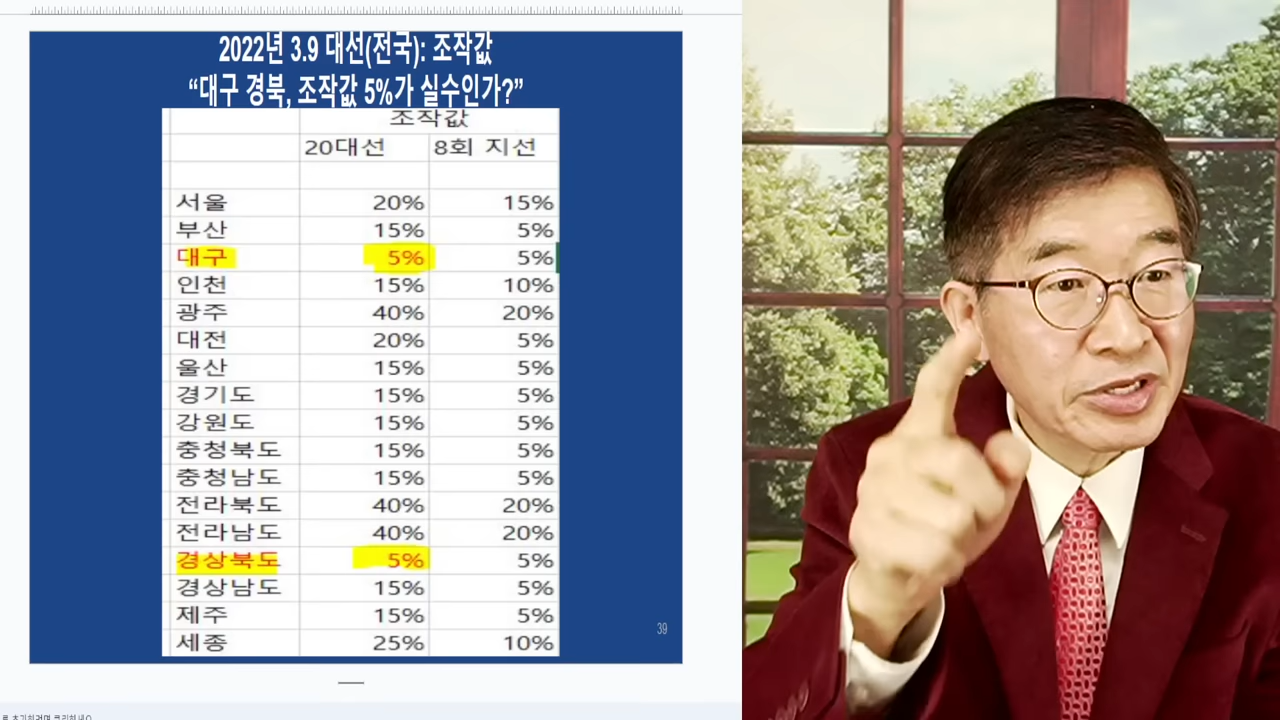 2022년 3.9 대선(전국): 조작값
“대구 경북, 조작값 5%가 실수인가?”
조작값
20대선 8회 지선
서울 20% 15%
부산 15% 5%
대구 5% 5%
인천 15% 10%
광주 40% 20%
대전 20% 5%
울산 15% 5%
경기도 15% 5%
강원도 15% 5%
충청북도 15% 5%
충청남도 15% 5%
전라북도 40% 20%
전라남도 40% 20%
경상북도 5% 5%
경상남도 15% 5%
제주 15% 5%
세종 25% 10%
39